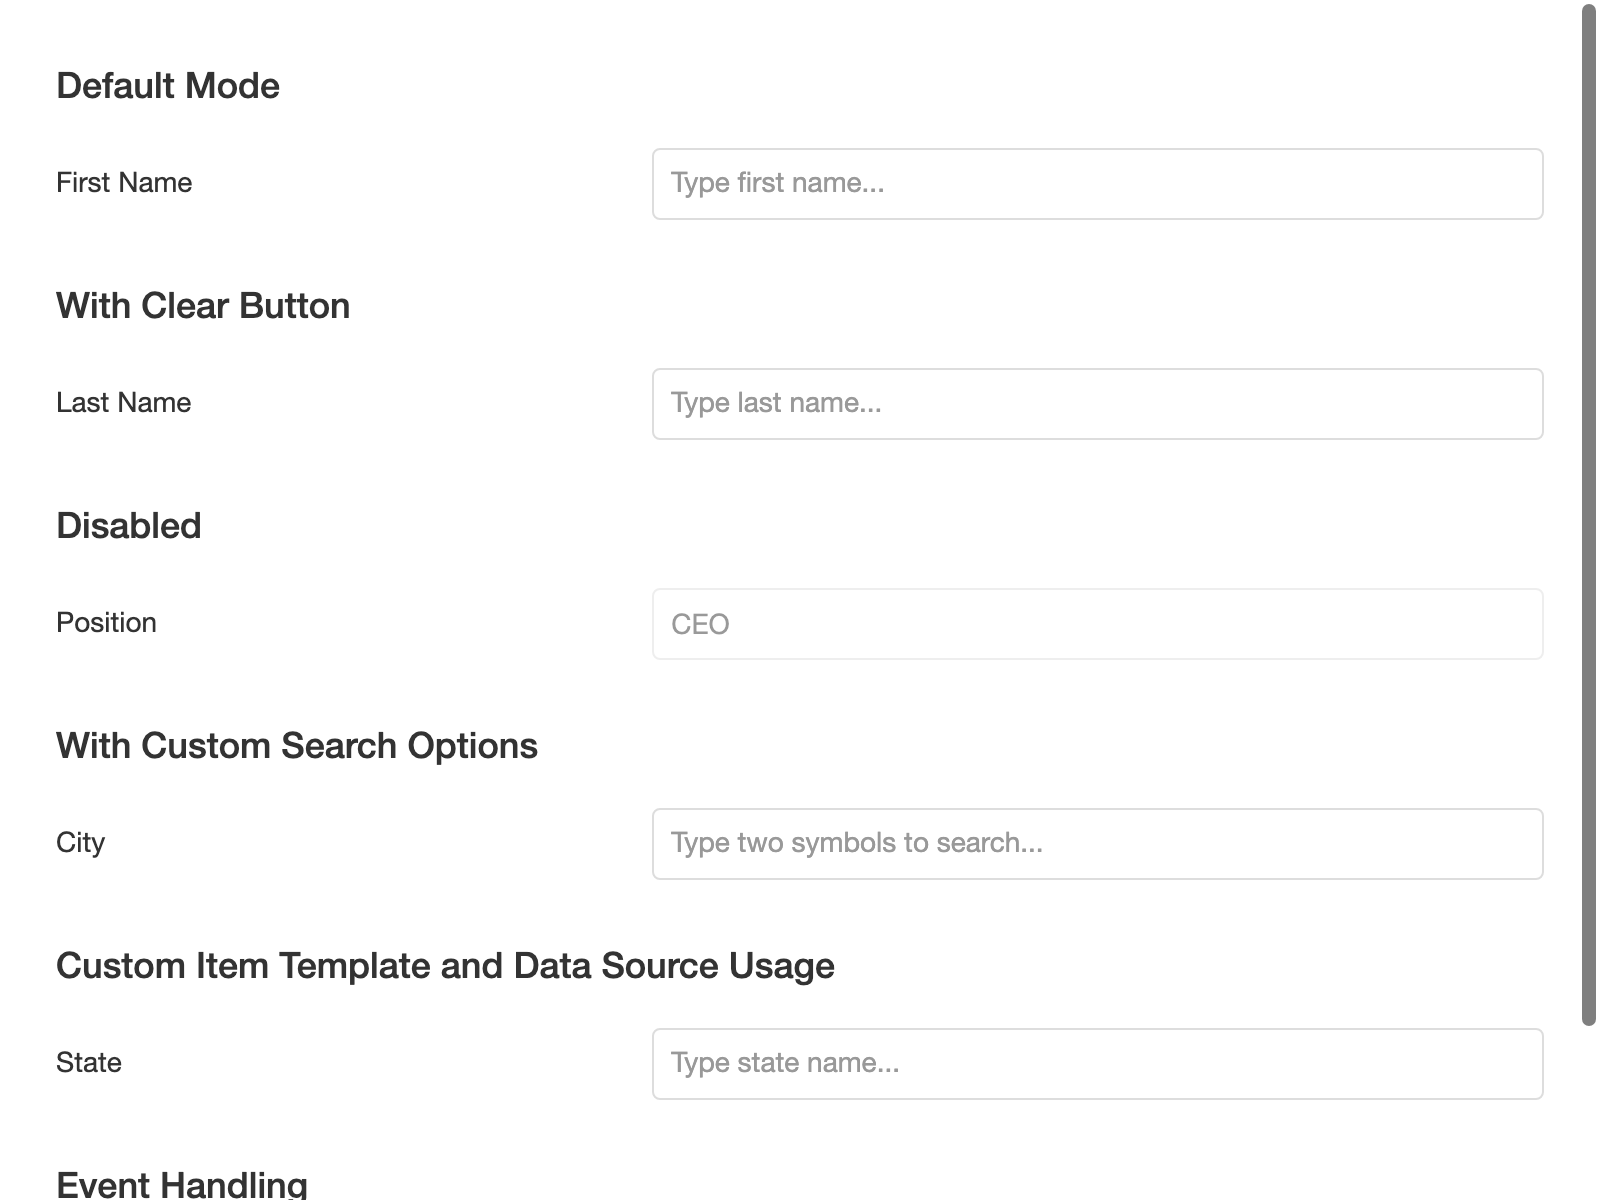 Default Mode
First Name
Type first name...
With Clear Button
Last Name
Type last name...
Disabled
Position
CEO
With Custom Search Options
City
Type two symbols to search...
Custom Item Template and Data Source Usage
State
Type state name...
Event Handling